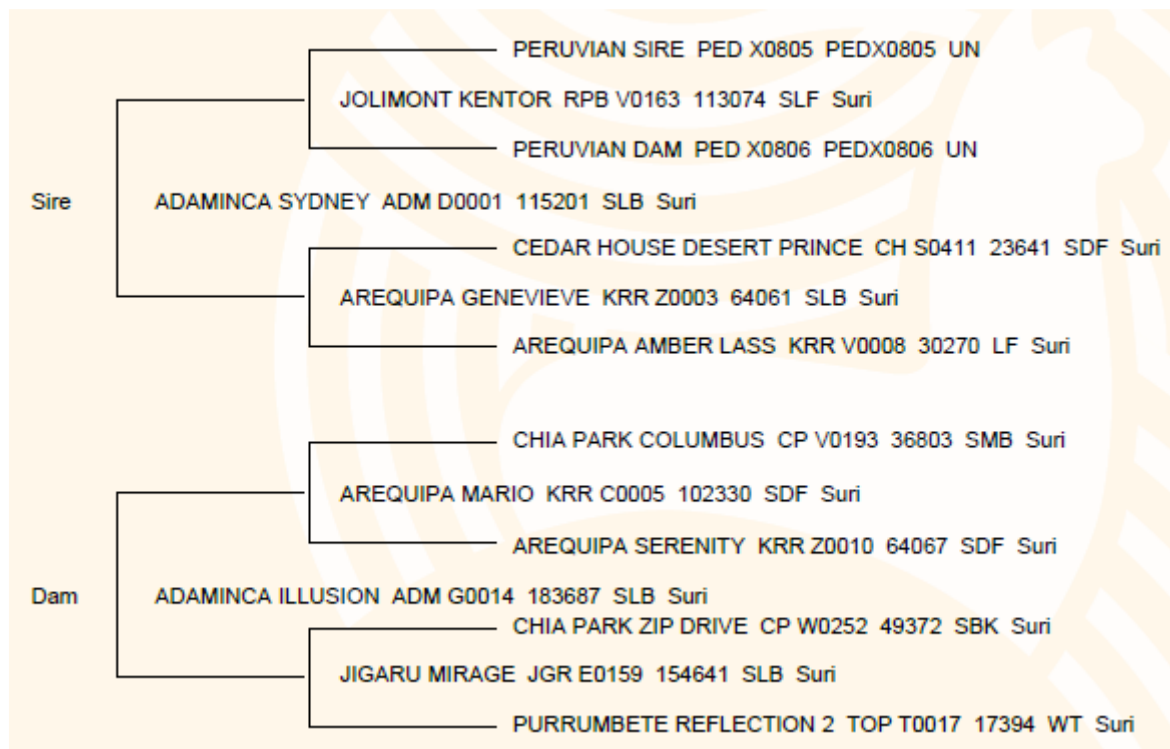 PERUVIAN SIRE PED X0805 PEDX0805 UN
JOLIMONT KENTOR RPB V0163 113074 SLF Suri
PERUVIAN DAM PED X0806 PEDX0806 UN
Sire ADAMINCA SYDNEY ADM D0001 115201 SLB Suri
CEDAR HOUSE DESERT PRINCE CH S0411 23641 SDF Suri
AREQUIPA GENEVIEVE KRR Z0003 64061 SLB Suri
AREQUIPA AMBER LASS KRR V0008 30270 LF Suri
CHIA PARK COLUMBUS CP V0193 36803 SMB Suri
AREQUIPA MARIO KRR C0005 102330 SDF Suri
AREQUIPA SERENITY KRR Z0010 64067 SDF Suri
Dam ADAMINCA ILLUSION ADM G0014 183687 SLB Suri
CHIA PARK ZIP DRIVE CP W0252 49372 SBK Suri
JIGARU MIRAGE JGR E0159 154641 SLB Suri
PURRUMBETE REFLECTION 2 TOP T0017 17394 WT Suri